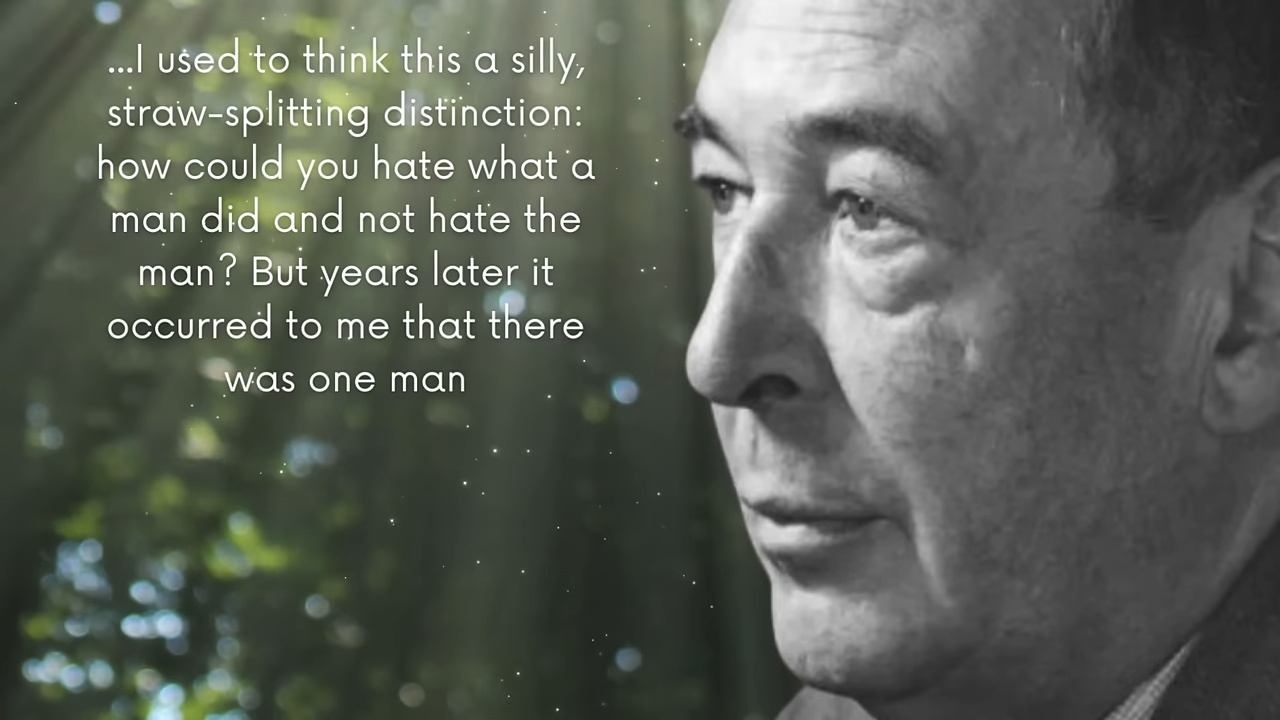 ...I used to think this a silly,
straw-splitting distinction:
how could you hate what a
man did and not hate the
man? But years later it
occurred to me that there
was one man